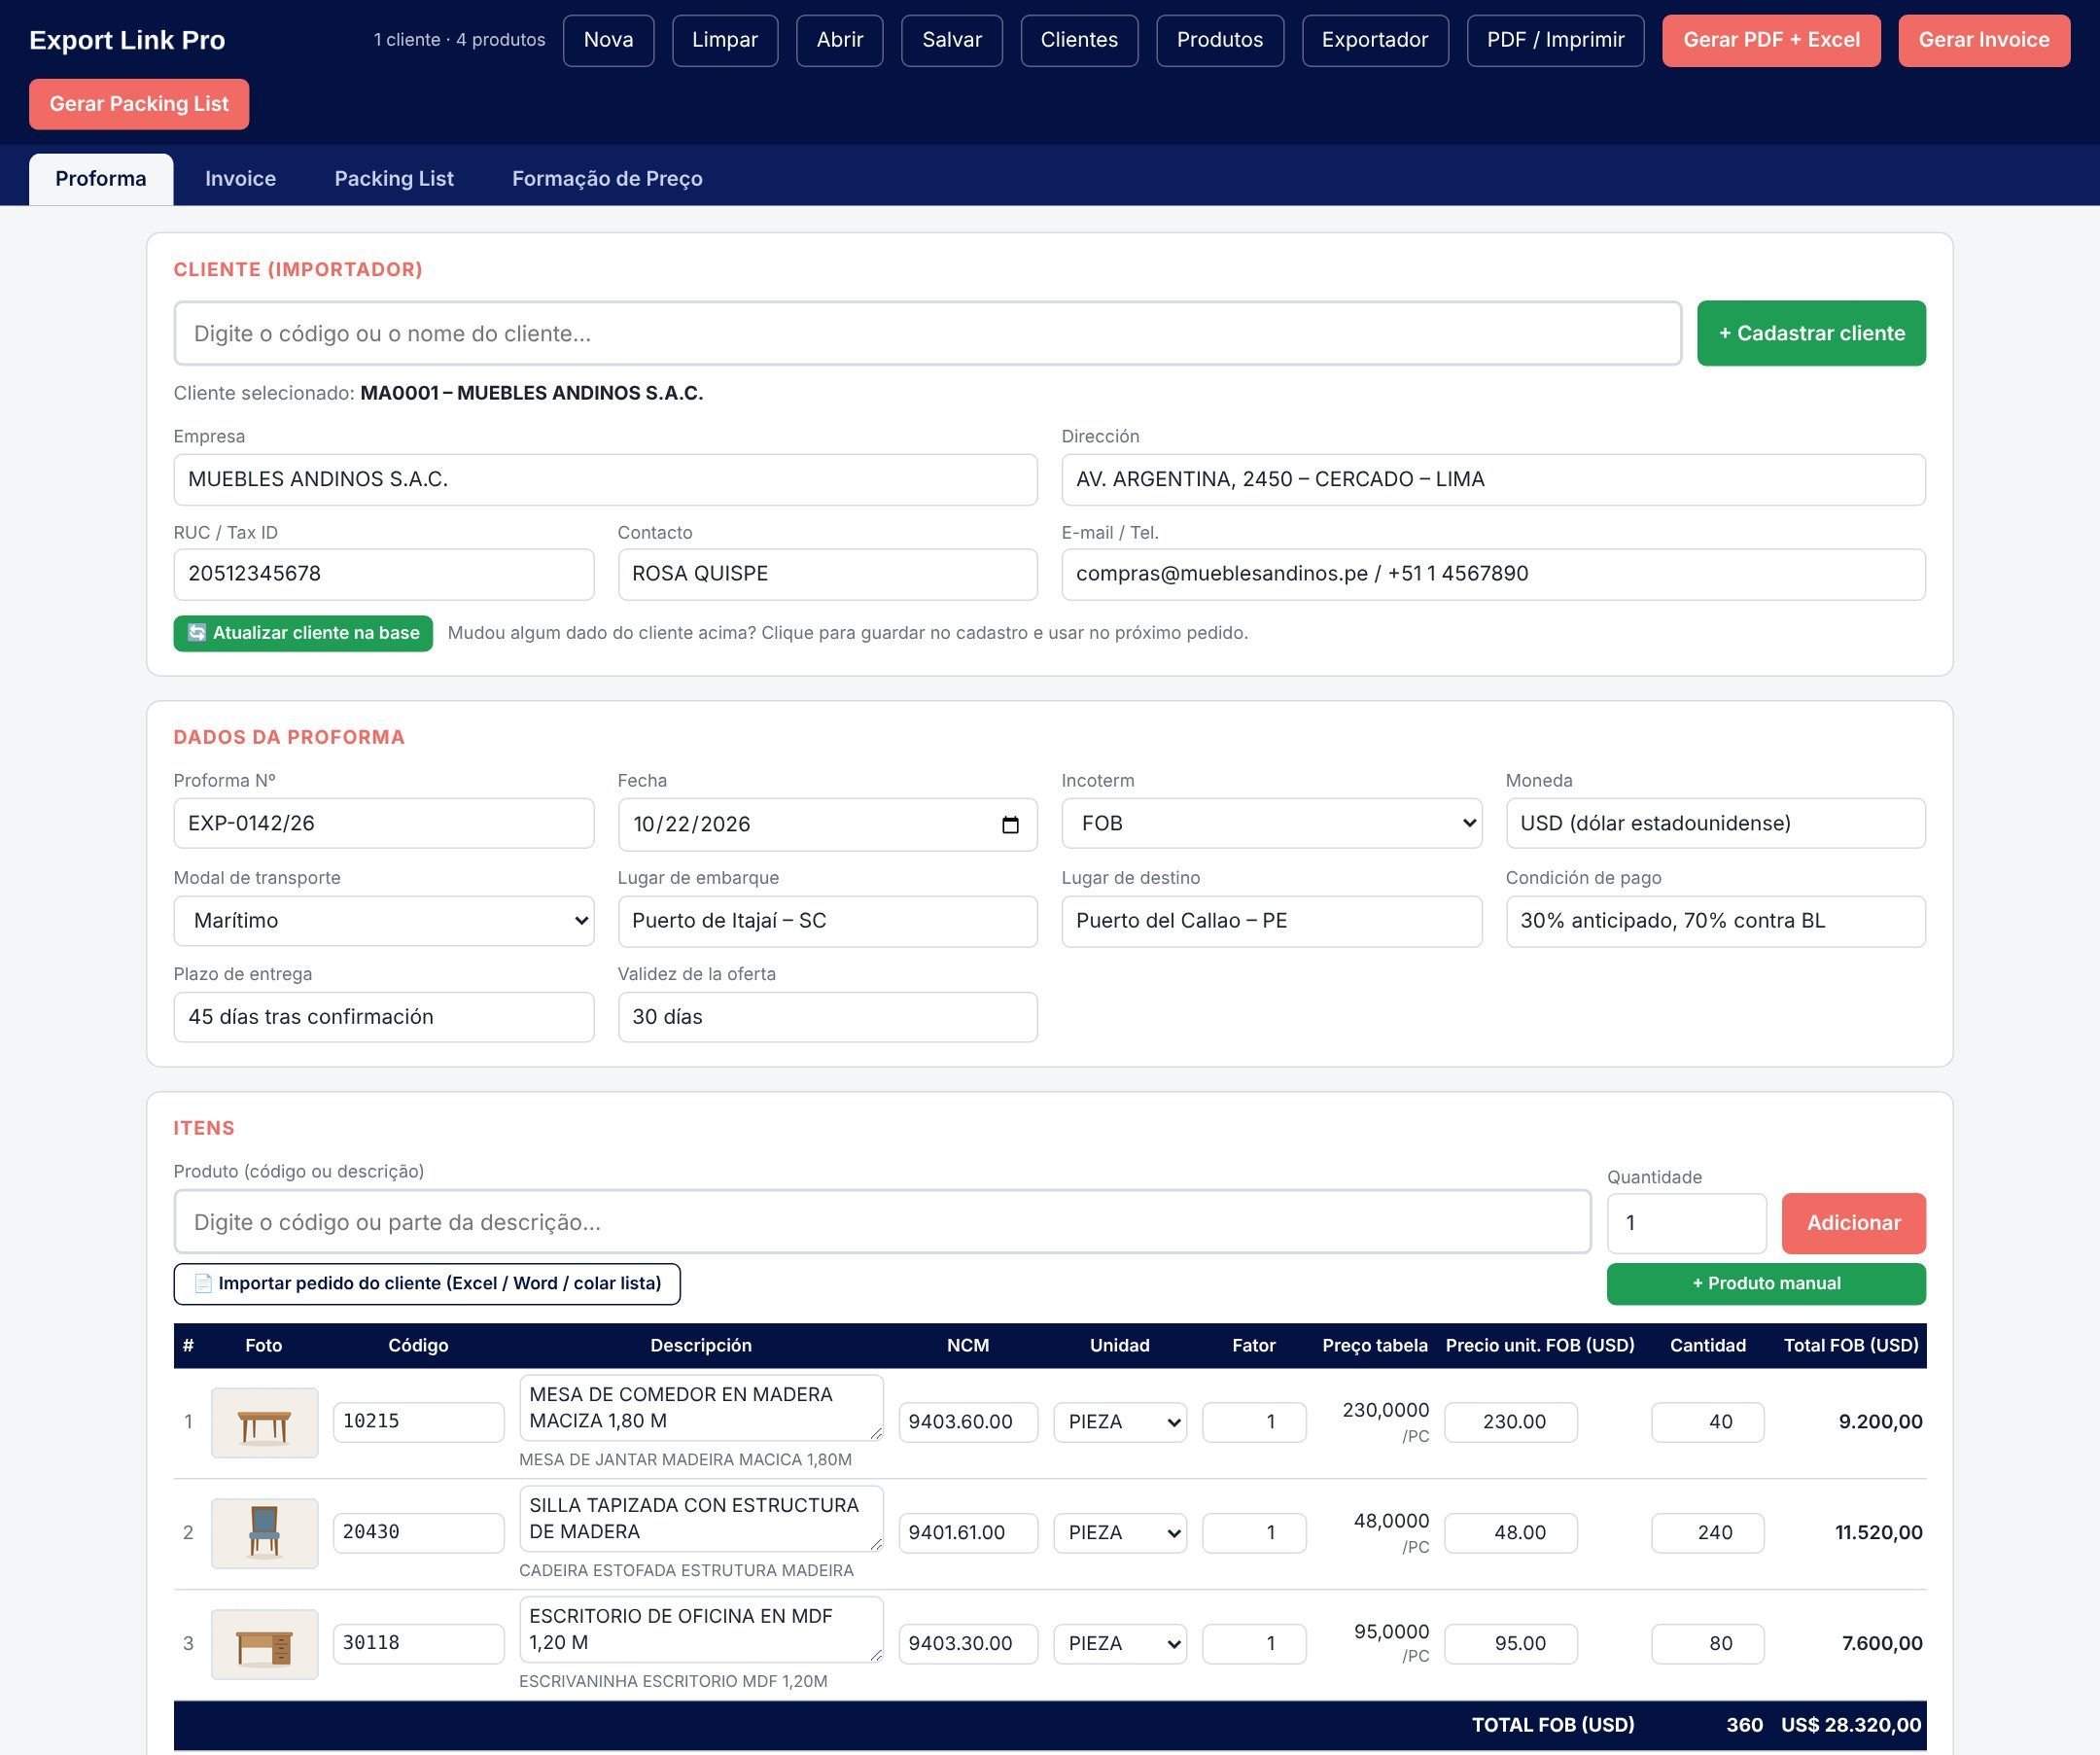 Export Link Pro
1 cliente · 4 produtos
Nova
Limpar
Abrir
Salvar
Clientes
Produtos
Exportador
PDF / Imprimir
Gerar PDF + Excel
Gerar Invoice
Gerar Packing List
Proforma
Invoice
Packing List
Formação de Preço
CLIENTE (IMPORTADOR)
Digite o código ou o nome do cliente...
+ Cadastrar cliente
Cliente selecionado: MA0001 – MUEBLES ANDINOS S.A.C.
Empresa
Dirección
MUEBLES ANDINOS S.A.C.
AV. ARGENTINA, 2450 – CERCADO – LIMA
RUC / Tax ID
Contacto
E-mail / Tel.
20512345678
ROSA QUISPE
compras@mueblesandinos.pe / +51 1 4567890
Atualizar cliente na base
Mudou algum dado do cliente acima? Clique para guardar no cadastro e usar no próximo pedido.
DADOS DA PROFORMA
Proforma Nº
Fecha
Incoterm
Moneda
EXP-0142/26
10/22/2026
FOB
USD (dólar estadounidense)
Modal de transporte
Lugar de embarque
Lugar de destino
Condición de pago
Marítimo
Puerto de Itajaí – SC
Puerto del Callao – PE
30% anticipado, 70% contra BL
Plazo de entrega
Validez de la oferta
45 días tras confirmación
30 días
ITENS
Produto (código ou descrição)
Quantidade
Digite o código ou parte da descrição...
1
Adicionar
Importar pedido do cliente (Excel / Word / colar lista)
+ Produto manual
# Foto Código Descripción NCM Unidad Fator Preço tabela Precio unit. FOB (USD) Cantidad Total FOB (USD)
1
10215
MESA DE COMEDOR EN MADERA
MACIZA 1,80 M
MESA DE JANTAR MADEIRA MACICA 1,80M
9403.60.00
PIEZA
1
230,0000
/PC
230.00
40
9.200,00
2
20430
SILLA TAPIZADA CON ESTRUCTURA
DE MADERA
CADEIRA ESTOFADA ESTRUTURA MADEIRA
9401.61.00
PIEZA
1
48,0000
/PC
48.00
240
11.520,00
3
30118
ESCRITORIO DE OFICINA EN MDF
1,20 M
ESCRIVANINHA ESCRITORIO MDF 1,20M
9403.30.00
PIEZA
1
95,0000
/PC
95.00
80
7.600,00
TOTAL FOB (USD) 360 US$ 28.320,00